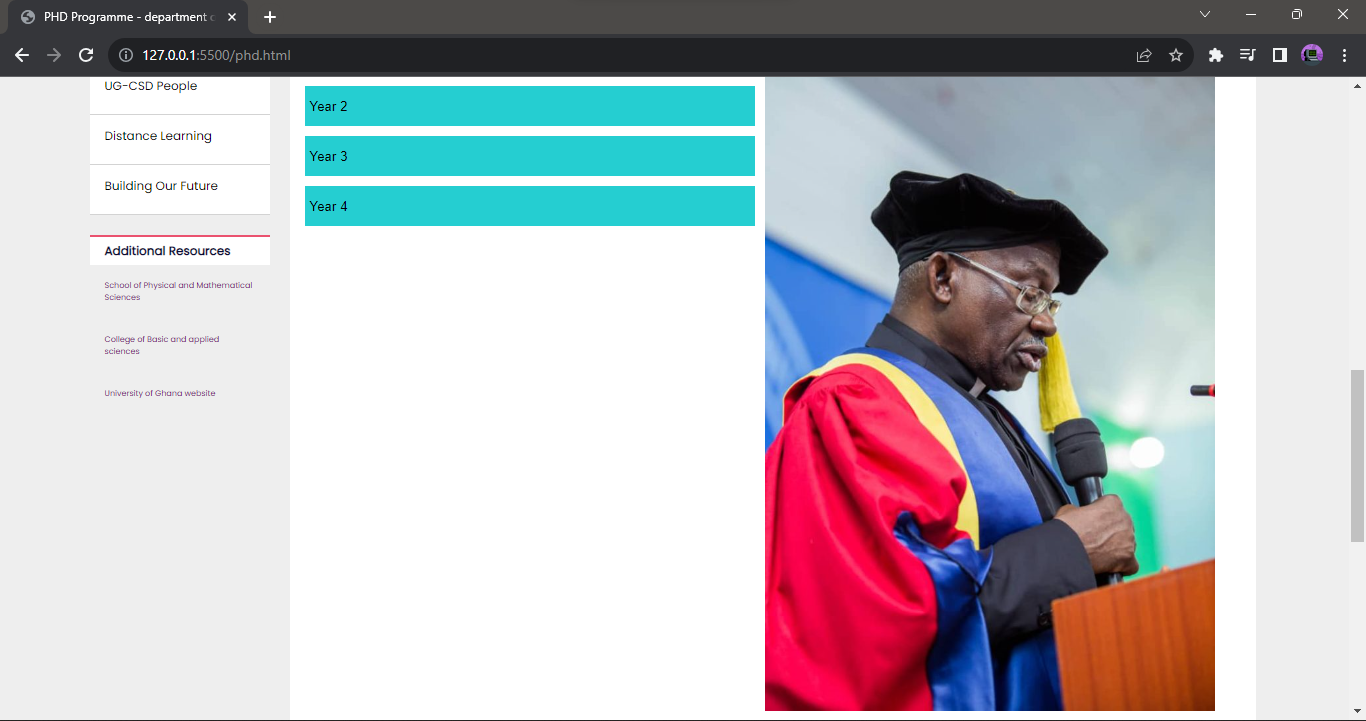 PHD Programme - department
127.0.0.1:5500/phd.html
UG-CSD People
Distance Learning
Building Our Future
Additional Resources
School of Physical and Mathematical
Sciences
College of Basic and applied
sciences
University of Ghana website
Year 2
Year 3
Year 4